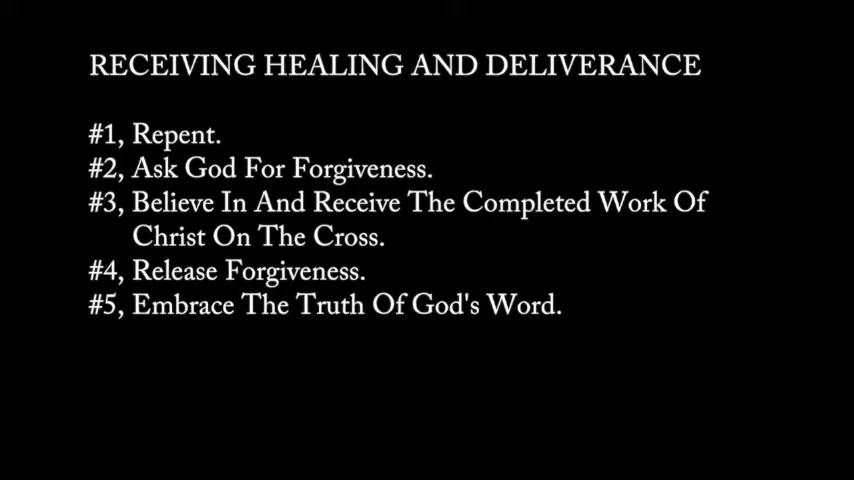 RECEIVING HEALING AND DELIVERANCE
#1, Repent.
#2, Ask God For Forgiveness.
#3, Believe In And Receive The Completed Work Of
Christ On The Cross.
#4, Release Forgiveness.
#5, Embrace The Truth Of God's Word.